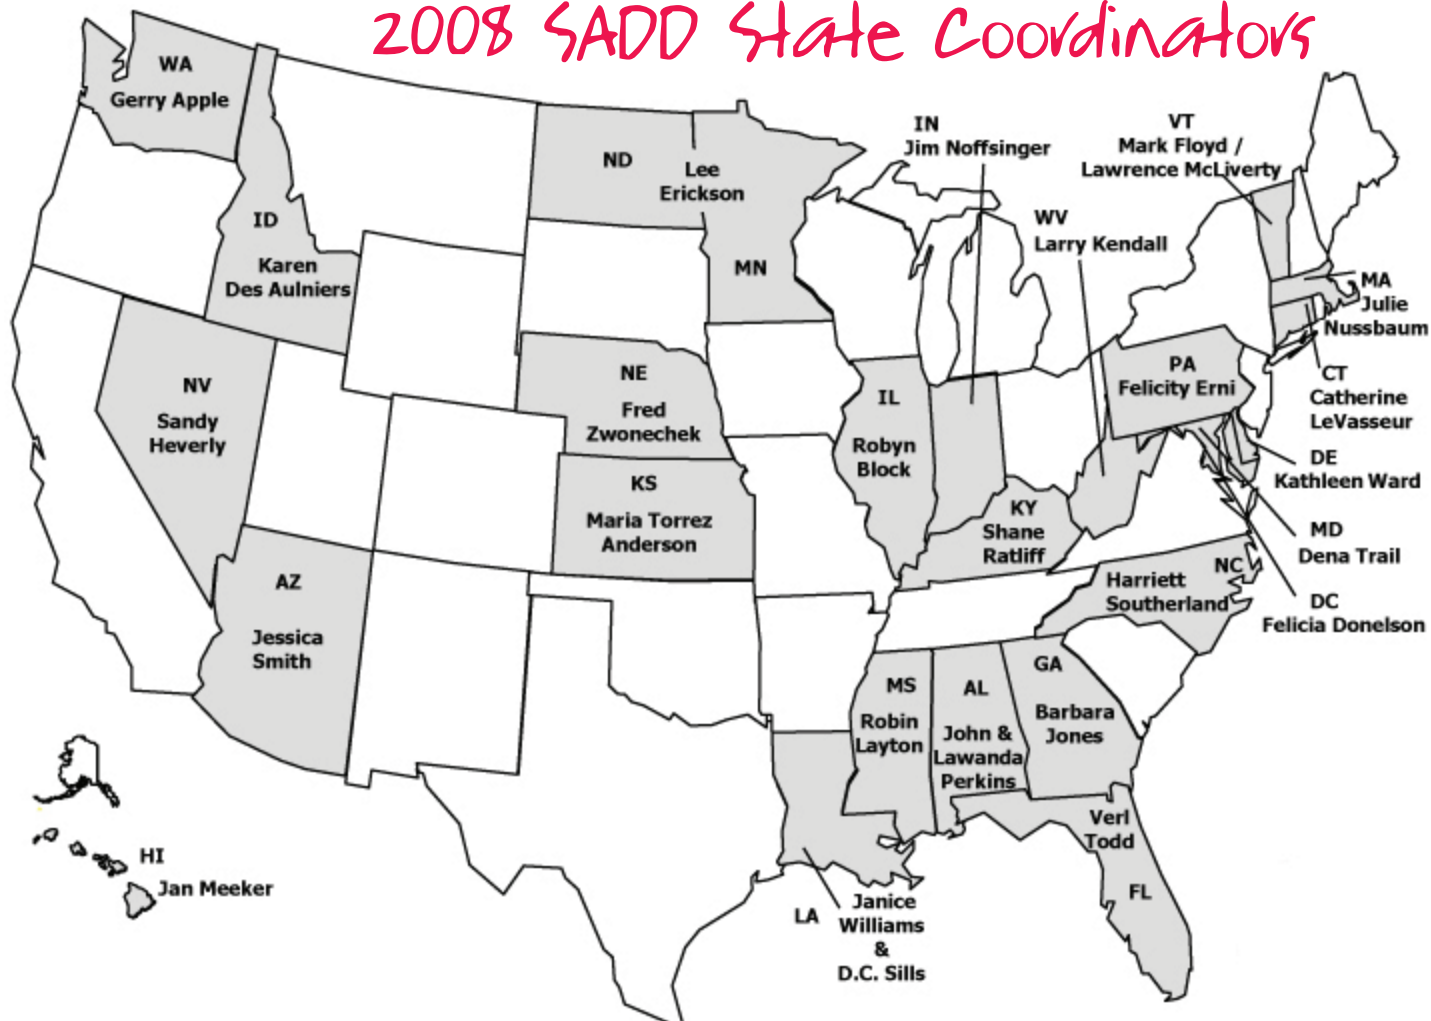 2008 SADD State Coordinators
WA
Gerry Apple
ID
Karen
Des Aulniers
ND
Lee
Erickson
MN
IN
Jim Noffsinger
VT
Mark Floyd /
Lawrence McLiverty
WV
Larry Kendall
MA
Julie
Nussbaum
CT
Catherine
LeVasseur
PA
Felicity Erni
DE
Kathleen Ward
MD
Dena Trail
DC
Felicia Donelson
NV
Sandy
Heverly
NE
Fred
Zwonechek
KS
Maria Torrez
Anderson
IL
Robyn
Block
KY
Shane
Ratliff
NC
Harriett
Southerland
AZ
Jessica
Smith
MS
Robin
Layton
AL
John &
Lawanda
Perkins
GA
Barbara
Jones
Verl
Todd
FL
HI
Jan Meeker
LA
Janice
Williams
&
D.C. Sills